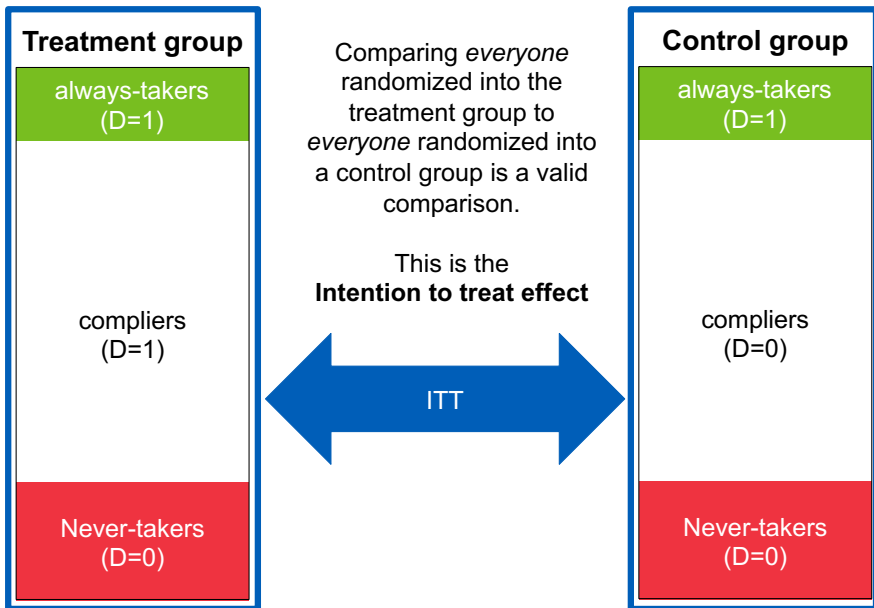 Treatment group
always-takers
(D=1)
compliers
(D=1)
Never-takers
(D=0)
Comparing everyone
randomized into the
treatment group to
everyone randomized into
a control group is a valid
comparison.
This is the
Intention to treat effect
ITT
Control group
always-takers
(D=1)
compliers
(D=0)
Never-takers
(D=0)